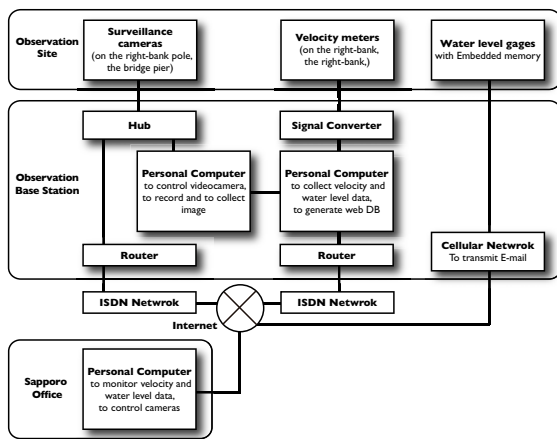 Observation
Site
Surveillance
cameras
(on the right-bank pole,
the bridge pier)
Velocity meters
(on the right-bank,
the right-bank,)
Water level gages
with Embedded memory
Observation
Base Station
Hub
Signal Converter
Personal Computer
to control videocamera,
to record and to collect
image
Personal Computer
to collect velocity and
water level data,
to generate web DB
Router
Router
Cellular Netwrok
To transmit E-mail
ISDN Netwrok
ISDN Netwrok
Internet
Sapporo
Office
Personal Computer
to monitor velocity and
water level data,
to control cameras